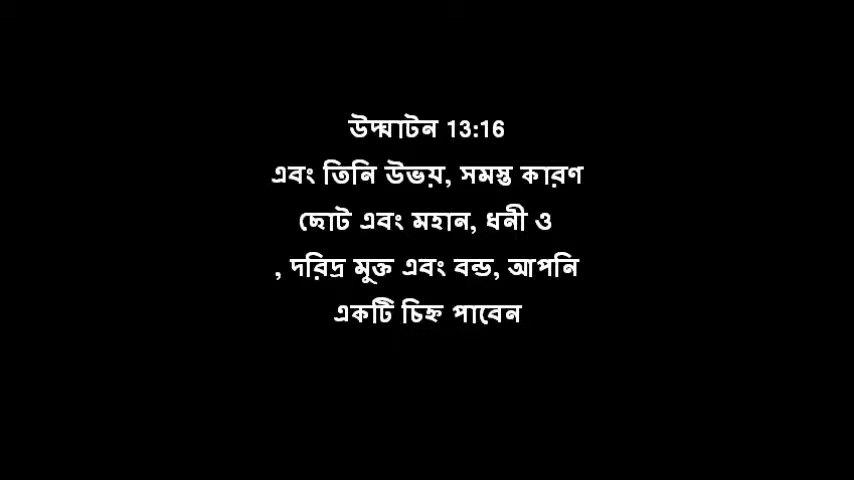 উদ্ঘাটন 13:16
এবং তিনি উভয়, সমস্ত কারণ
ছোট এবং মহান, ধনী ও
, দরিদ্র মুক্ত এবং বন্ড, আপনি
একটি চিহ্ন পাবেন